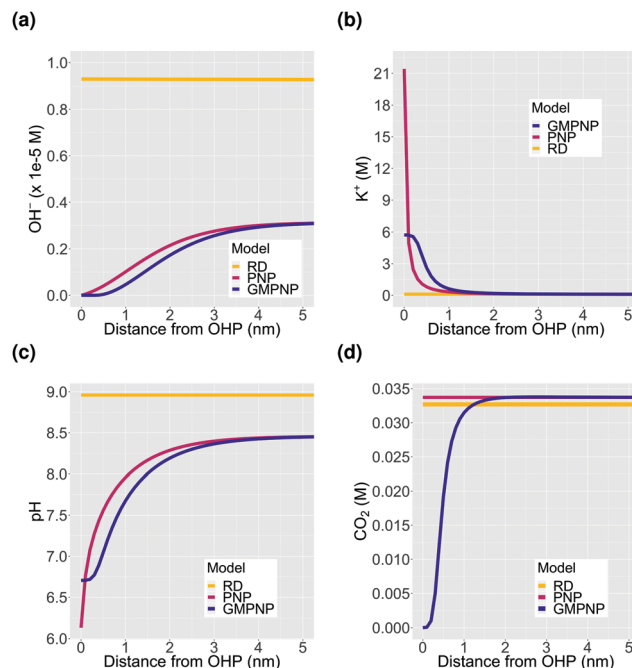 (a)
1.0
0.8
0.6
0.4
0.2
0.0
OH⁻ (x 1e-5 M)
Model
RD
PNP
GMPNP
0 1 2 3 4 5
Distance from OHP (nm)
(b)
21
18
15
12
9
6
3
0
K⁺ (M)
Model
GMPNP
PNP
RD
0 1 2 3 4 5
Distance from OHP (nm)
(c)
9.0
8.5
8.0
7.5
7.0
6.5
6.0
pH
Model
RD
PNP
GMPNP
0 1 2 3 4 5
Distance from OHP (nm)
(d)
0.035
0.030
0.025
0.020
0.015
0.010
0.005
0.000
CO₂ (M)
Model
RD
PNP
GMPNP
0 1 2 3 4 5
Distance from OHP (nm)